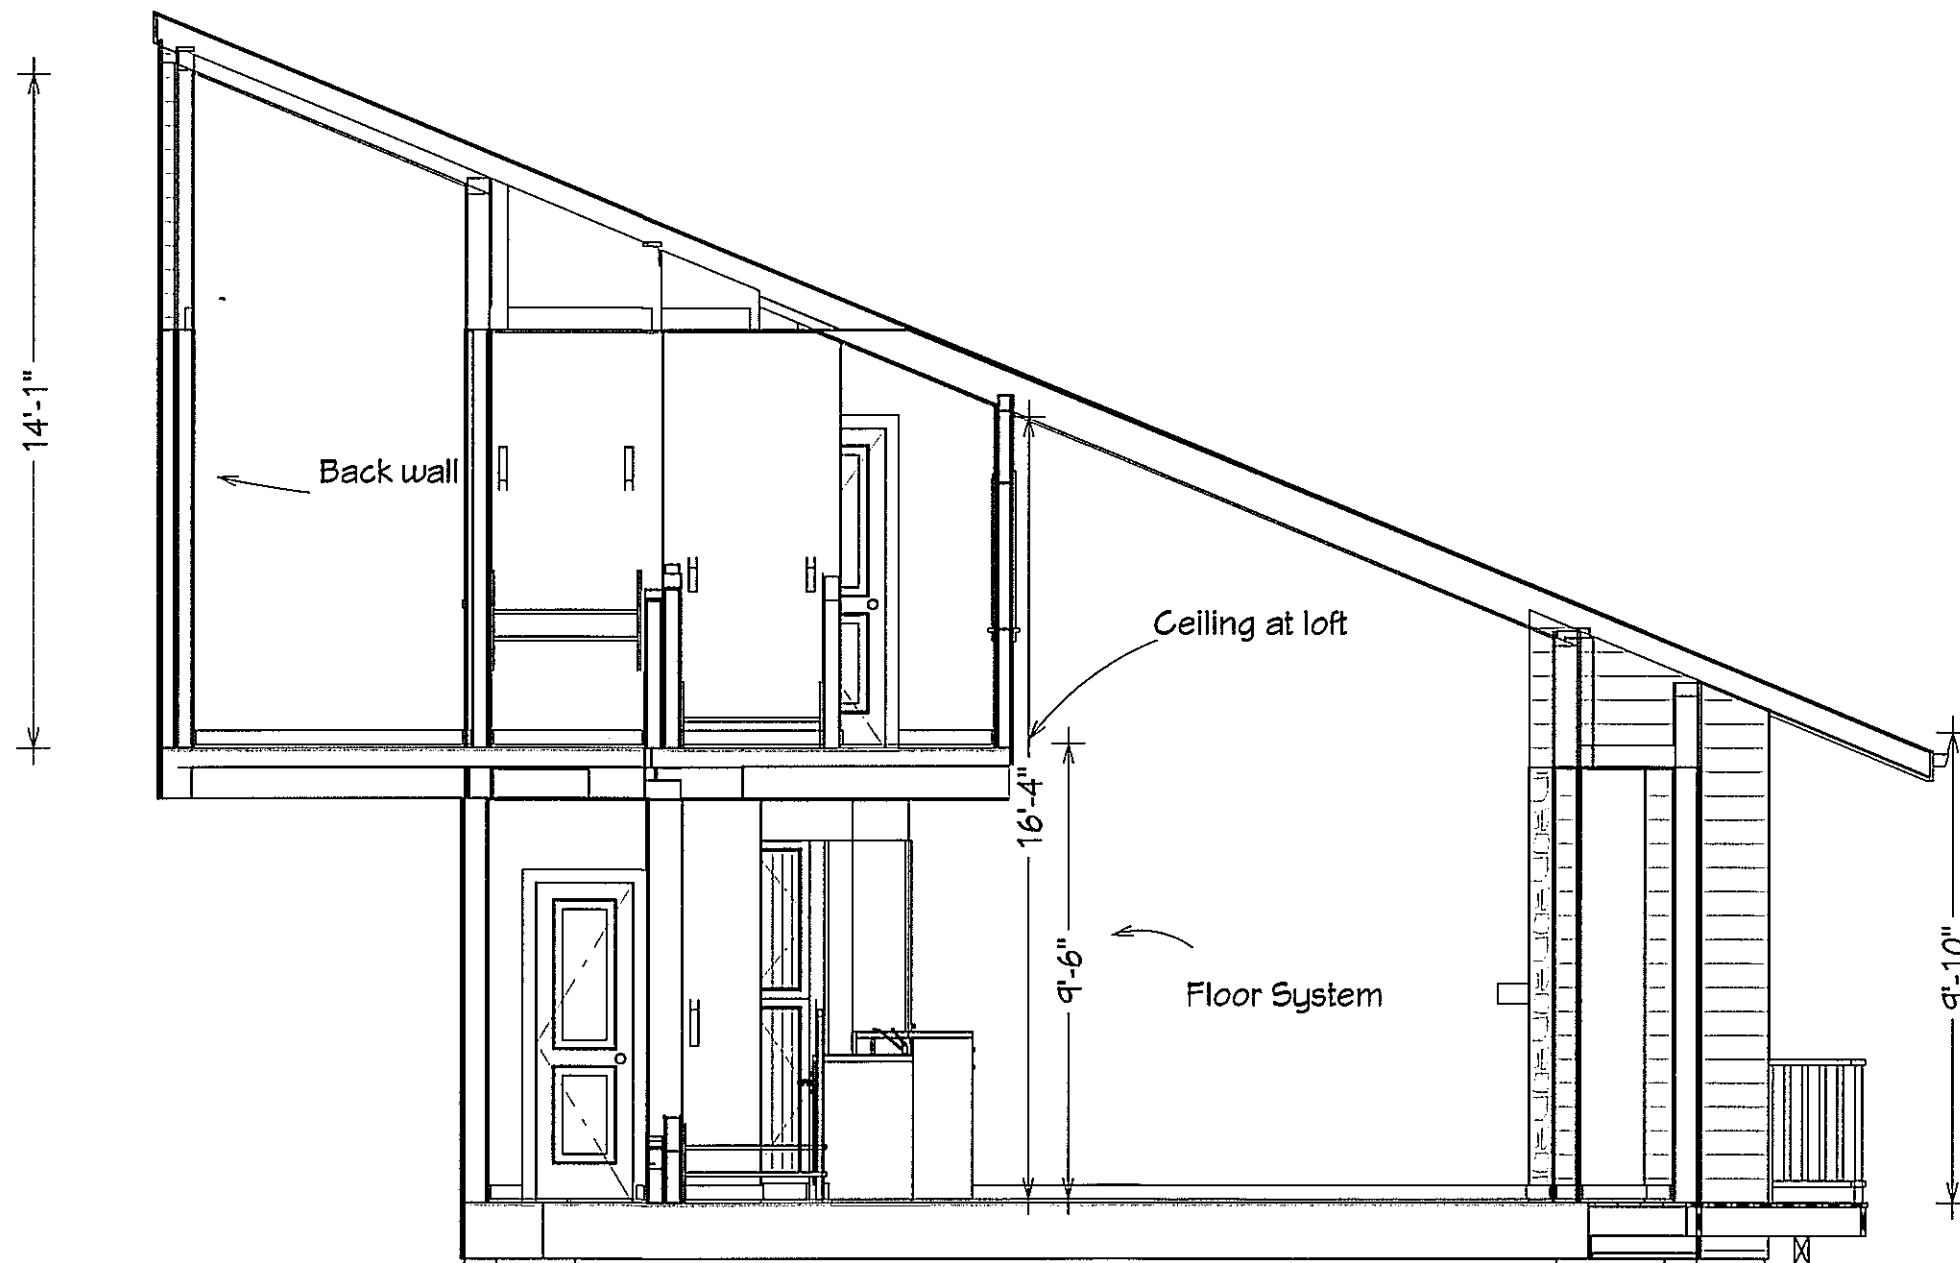 14'-1"
Back wall
Ceiling at loft
16'-4"
9'-6"
Floor System
9'-10"